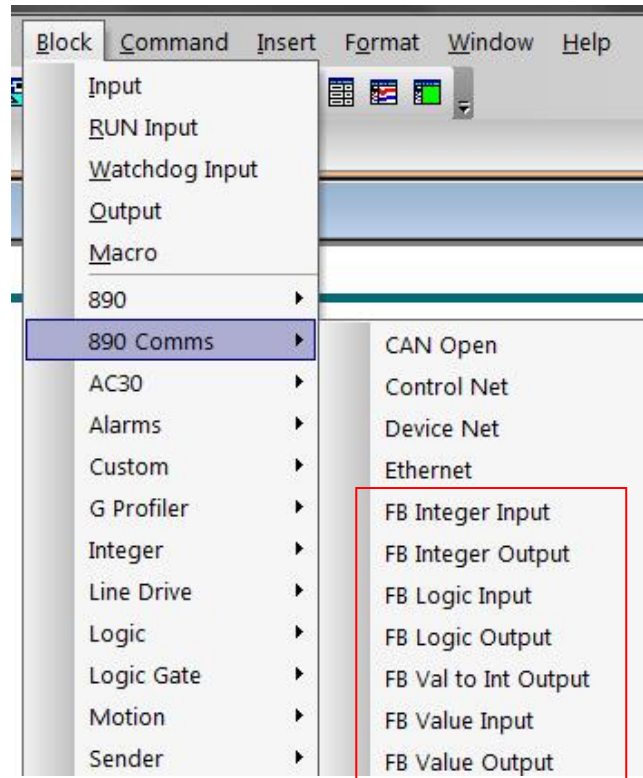 Block Command Insert Format Window Help
Input
RUN Input
Watchdog Input
Output
Macro
890
890 Comms
AC30
Alarms
Custom
G Profiler
Integer
Line Drive
Logic
Logic Gate
Motion
Sender
CAN Open
Control Net
Device Net
Ethernet
FB Integer Input
FB Integer Output
FB Logic Input
FB Logic Output
FB Val to Int Output
FB Value Input
FB Value Output